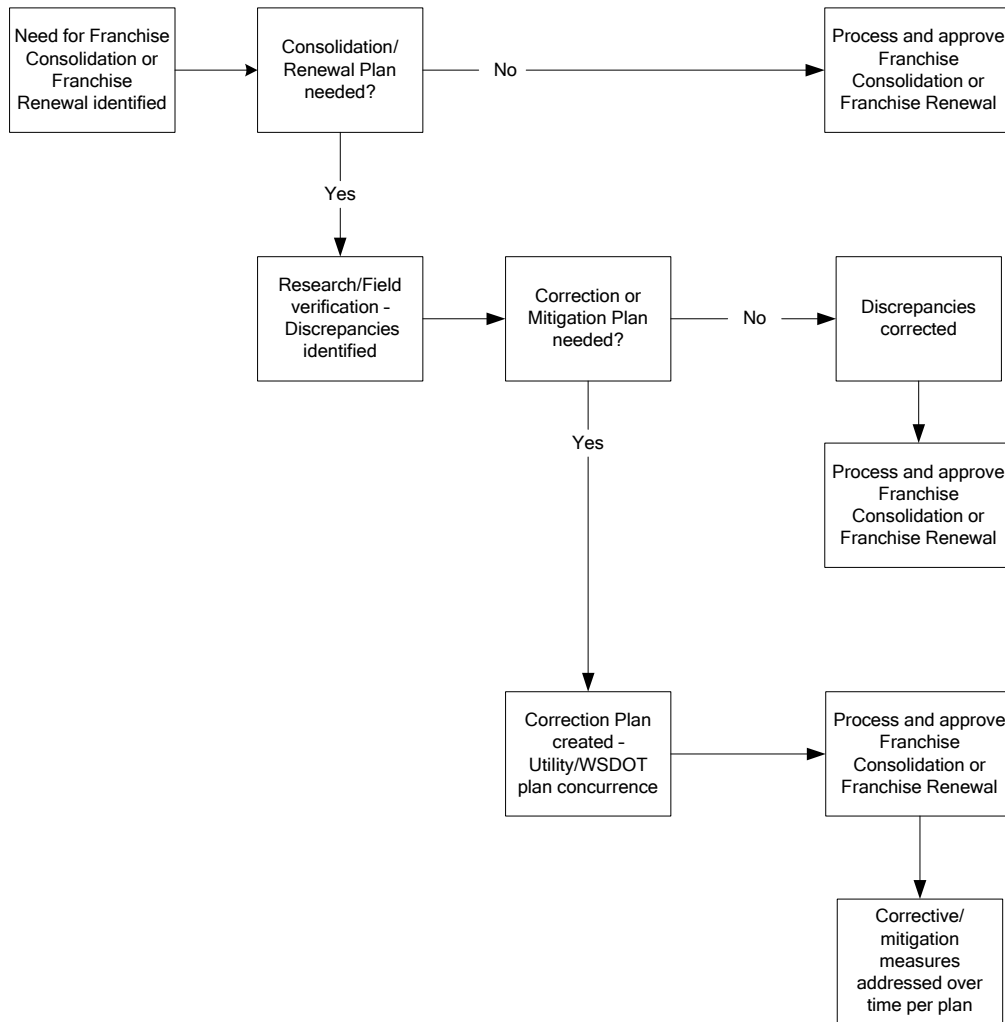 Need for Franchise
Consolidation or
Franchise
Renewal identified
Consolidation/
Renewal Plan
needed?
No
Process and approve
Franchise
Consolidation or
Franchise Renewal
Yes
Research/Field
verification -
Discrepancies
identified
Correction or
Mitigation Plan
needed?
No
Discrepancies
corrected
Yes
Process and approve
Franchise
Consolidation or
Franchise Renewal
Correction Plan
created -
Utility/WSDOT
plan concurrence
Process and approve
Franchise
Consolidation or
Franchise Renewal
Corrective/
mitigation
measures
addressed over
time per plan